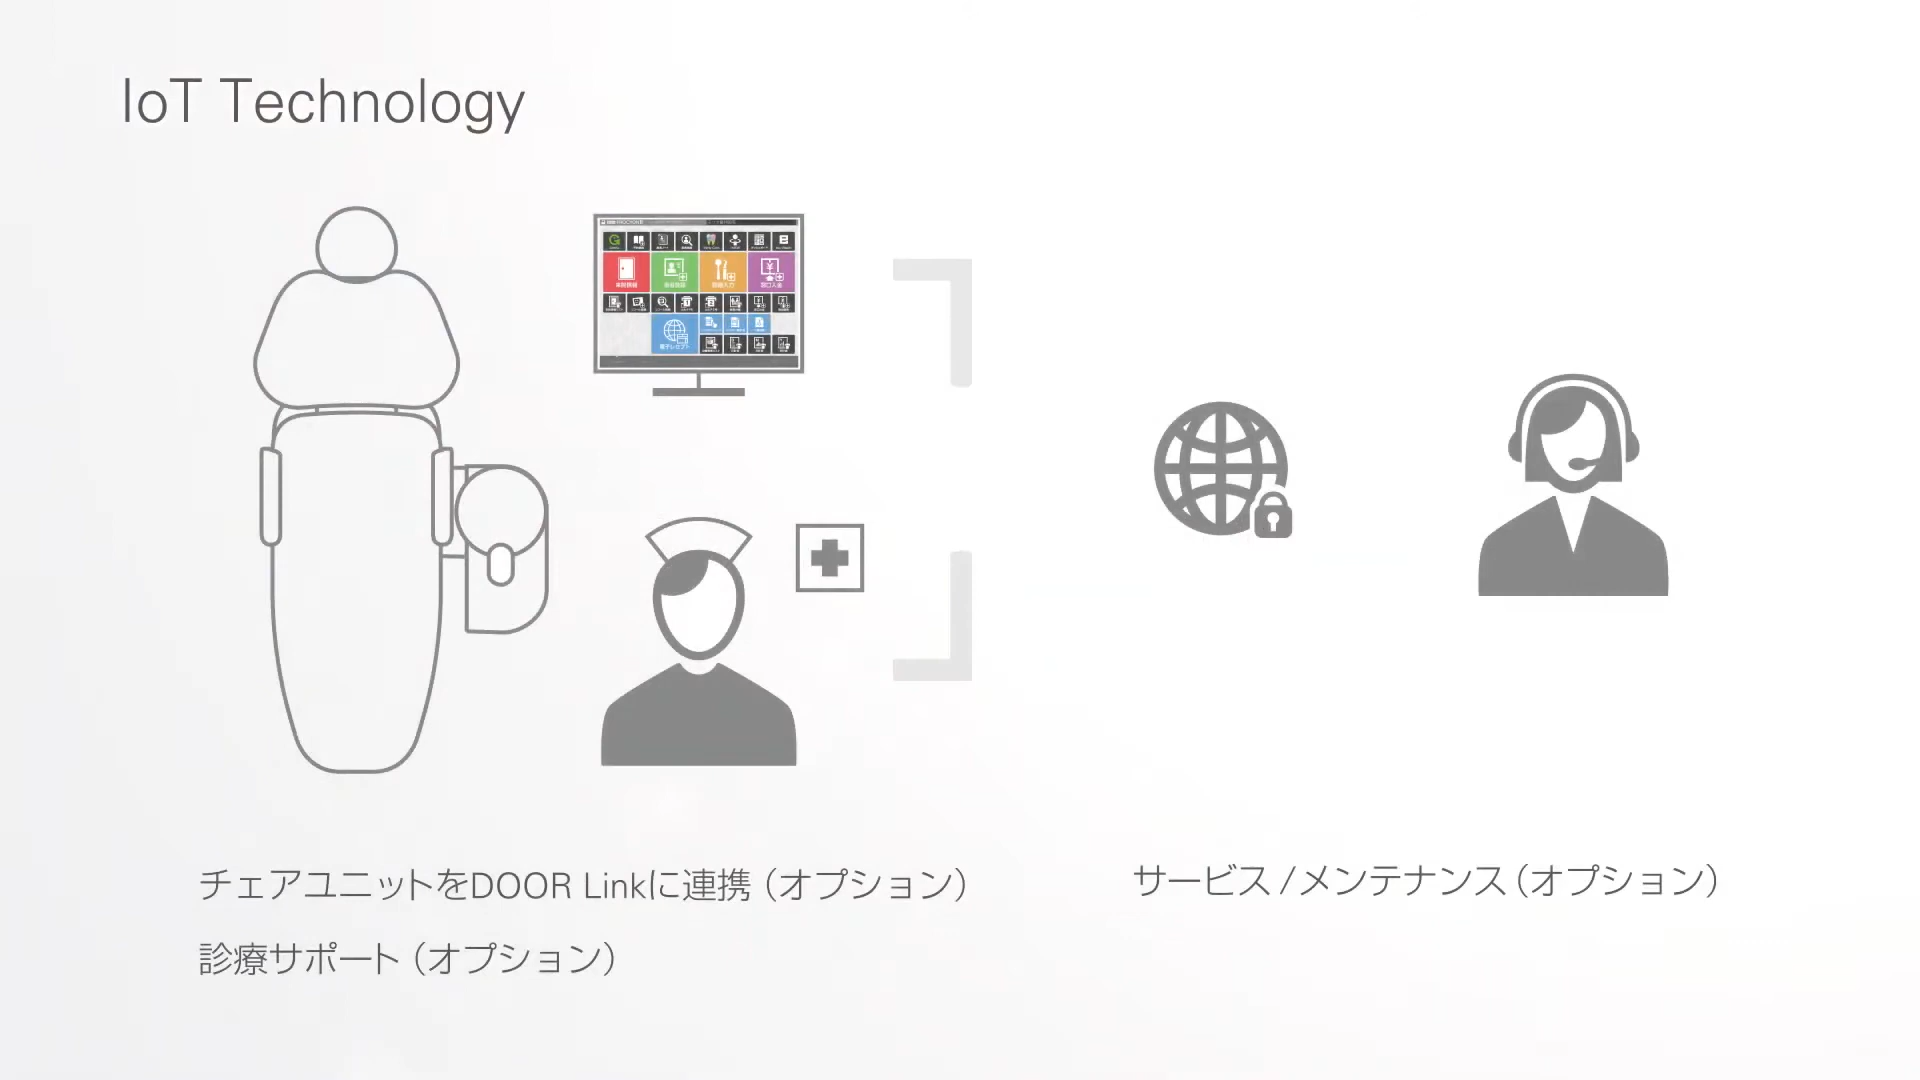 IoT Technology
チェアユニットをDOOR Linkに連携（オプション）
診療サポート（オプション）
サービス/メンテナンス（オプション）